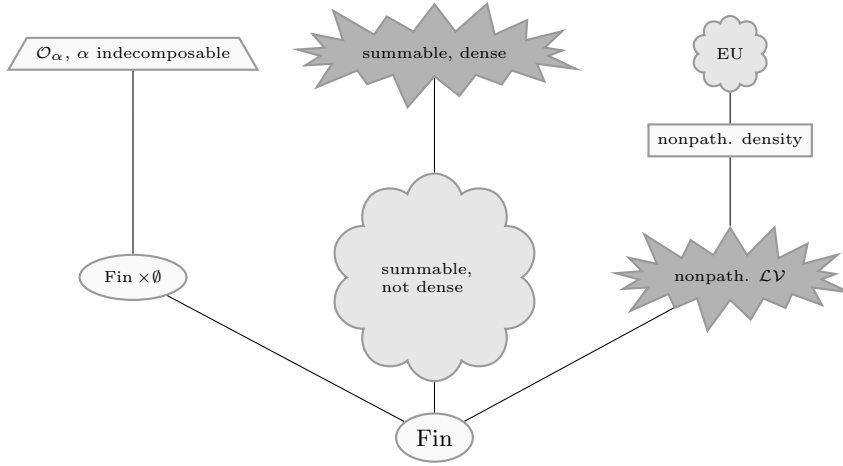 𝒪_α, α indecomposable
summable, dense
EU
nonpath. density
Fin ×∅
summable,
not dense
nonpath. ℒ𝒱
Fin